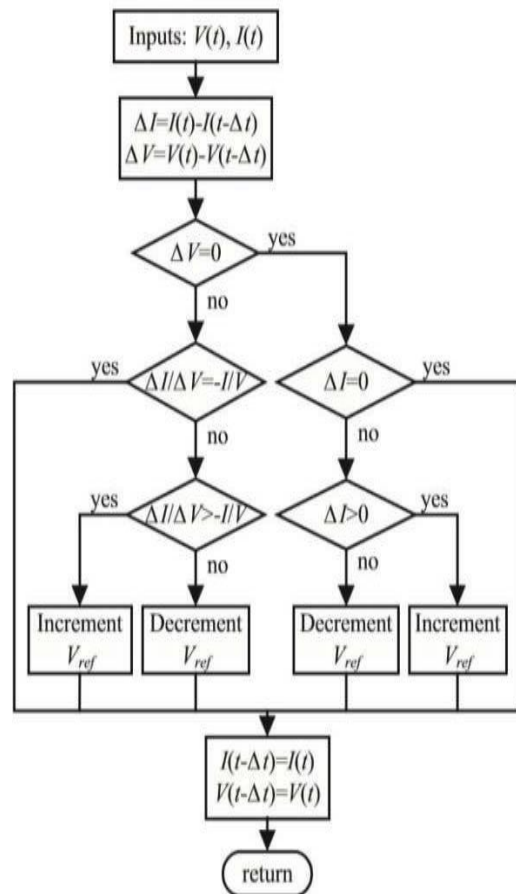 Inputs: V(t), I(t)
ΔI=I(t)-I(t-Δt)
ΔV=V(t)-V(t-Δt)
ΔV=0
yes
no
yes
ΔI/ΔV=-I/V
ΔI=0
yes
no
no
yes
ΔI/ΔV>-I/V
ΔI>0
yes
no
no
Increment
Vref
Decrement
Vref
Decrement
Vref
Increment
Vref
I(t-Δt)=I(t)
V(t-Δt)=V(t)
return